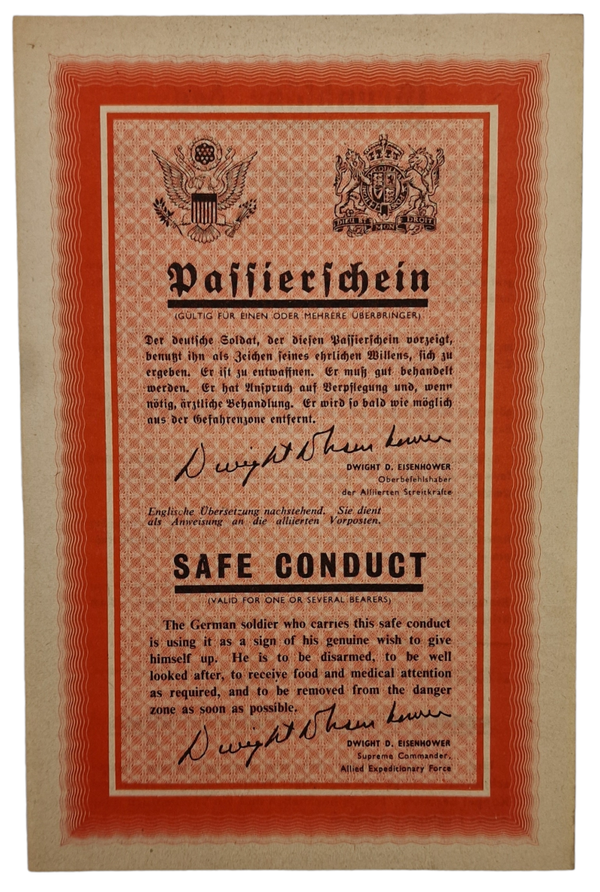 DIEU ET MON DROIT
Passierschein
(GÜLTIG FÜR EINEN ODER MEHRERE ÜBERBRINGER)
Der deutsche Soldat, der diesen Passierschein vorzeigt,
benutzt ihn als Zeichen seines ehrlichen Willens, sich zu
ergeben. Er ist zu entwaffnen. Er muß gut behandelt
werden. Er hat Anspruch auf Verpflegung und, wenn
nötig, ärztliche Behandlung. Er wird so bald wie möglich
aus der Gefahrenzone entfernt.
Dwight D Eisenhower
DWIGHT D. EISENHOWER
Oberbefehlshaber
der Alliierten Streitkräfte
Englische Übersetzung nachstehend. Sie dient
als Anweisung an die alliierten Vorposten.
SAFE CONDUCT
(VALID FOR ONE OR SEVERAL BEARERS)
The German soldier who carries this safe conduct
is using it as a sign of his genuine wish to give
himself up. He is to be disarmed, to be well
looked after, to receive food and medical attention
as required, and to be removed from the danger
zone as soon as possible.
Dwight D Eisenhower
DWIGHT D. EISENHOWER
Supreme Commander,
Allied Expeditionary Force